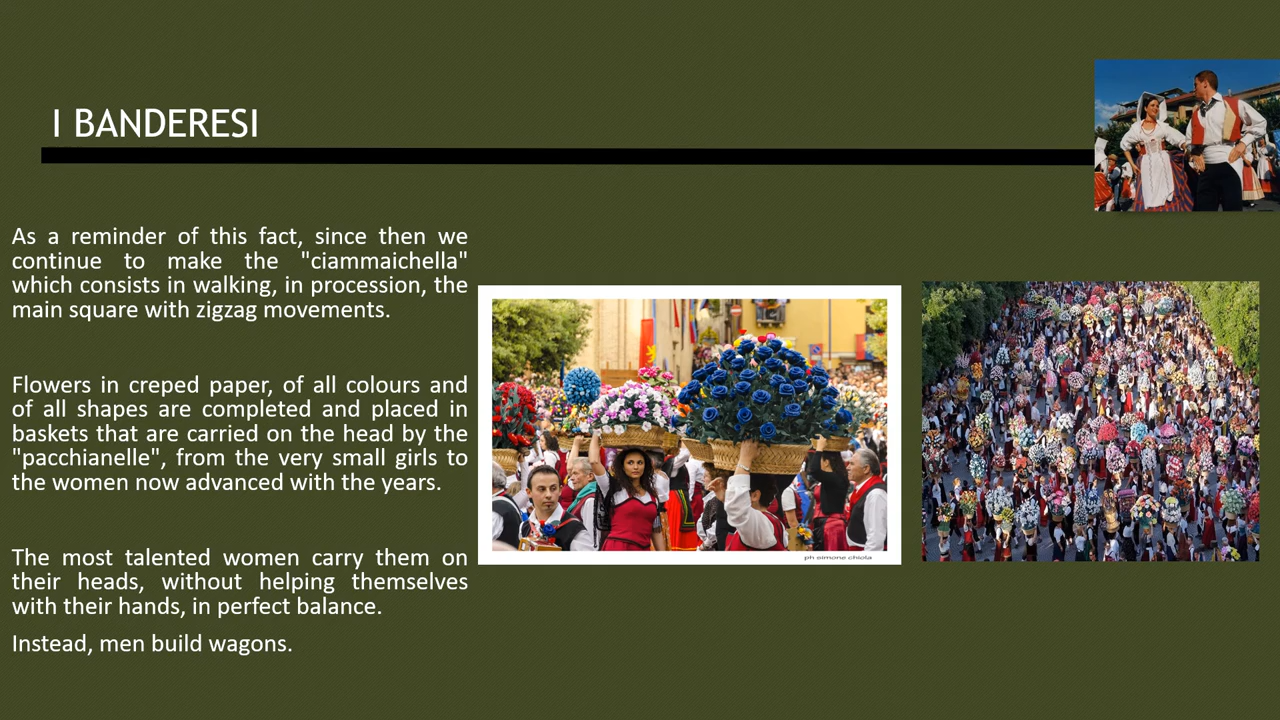 I BANDERESI
As a reminder of this fact, since then we
continue to make the "ciammaichella"
which consists in walking, in procession, the
main square with zigzag movements.
Flowers in creped paper, of all colours and
of all shapes are completed and placed in
baskets that are carried on the head by the
"pacchianelle", from the very small girls to
the women now advanced with the years.
The most talented women carry them on
their heads, without helping themselves
with their hands, in perfect balance.
Instead, men build wagons.
ph simone chiola